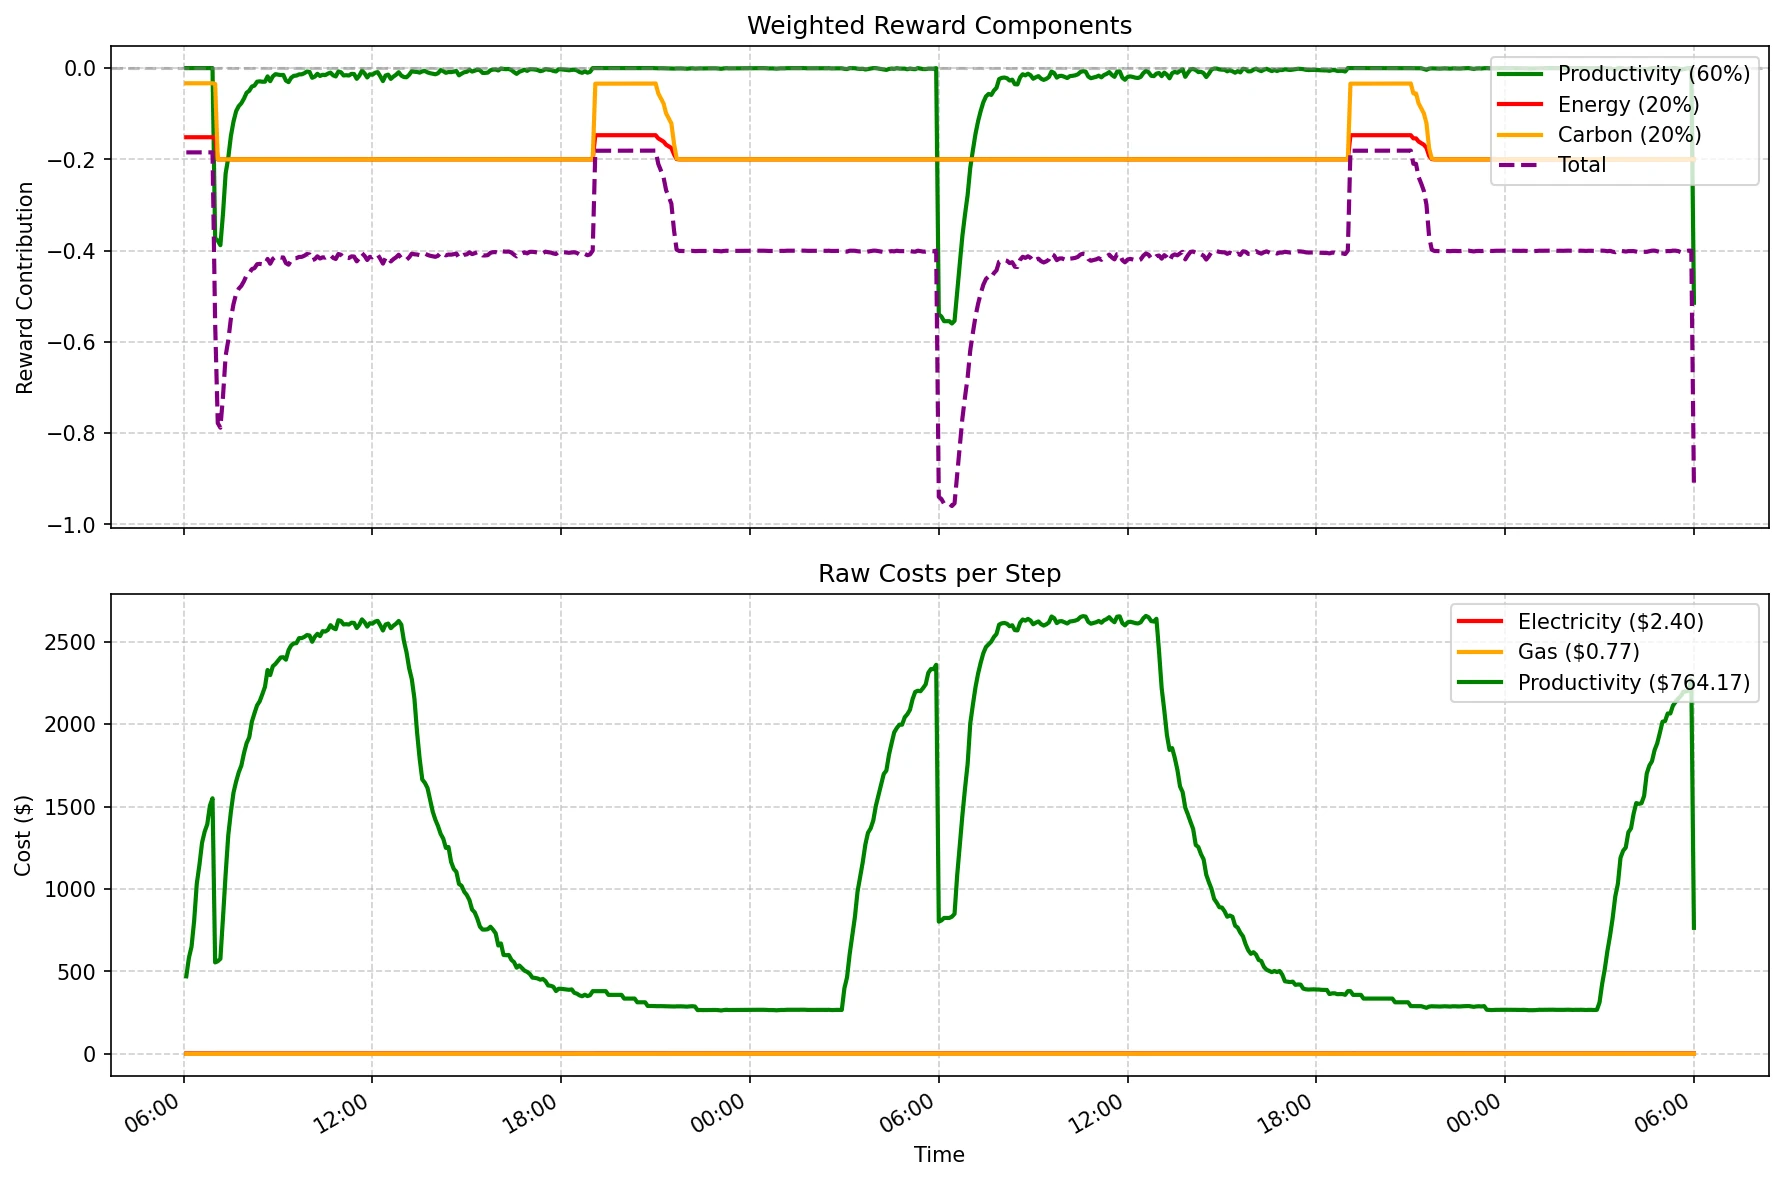 Weighted Reward Components
Reward Contribution
0.0
−0.2
−0.4
−0.6
−0.8
−1.0
Productivity (60%)
Energy (20%)
Carbon (20%)
Total
Raw Costs per Step
Cost ($)
2500
2000
1500
1000
500
0
Electricity ($2.40)
Gas ($0.77)
Productivity ($764.17)
06:00
12:00
18:00
00:00
06:00
12:00
18:00
00:00
06:00
Time